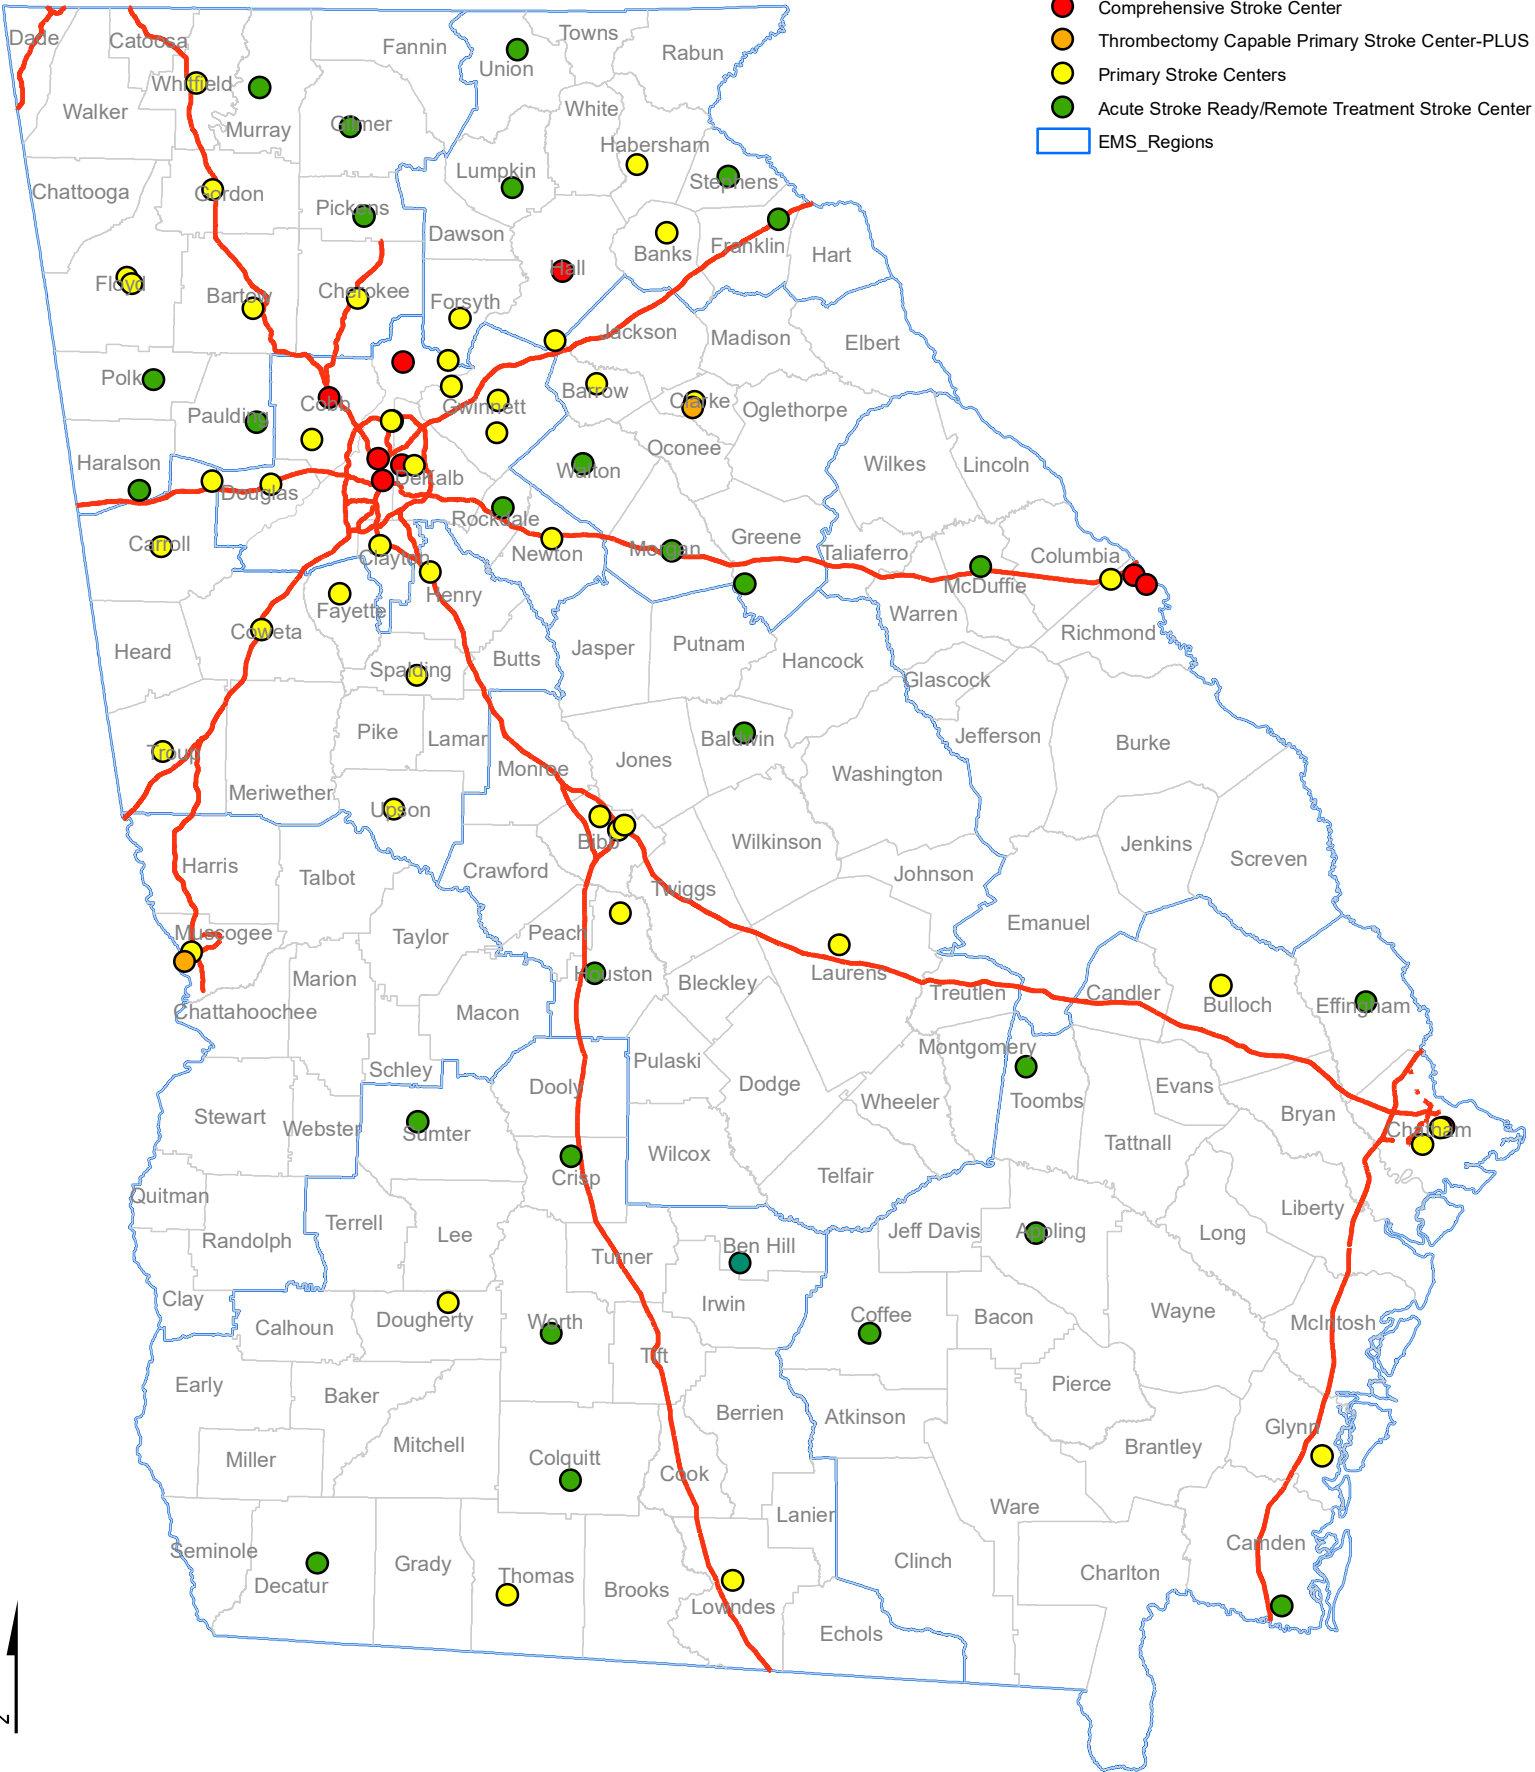 Comprehensive Stroke Center
Thrombectomy Capable Primary Stroke Center-PLUS
Primary Stroke Centers
Acute Stroke Ready/Remote Treatment Stroke Center
EMS_Regions
Dade
Catoosa
Fannin
Towns
Union
Rabun
Whitfield
Walker
Murray
Gilmer
White
Habersham
Chattooga
Gordon
Lumpkin
Stephens
Pickens
Dawson
Banks
Franklin
Hart
Hall
Floyd
Bartow
Cherokee
Forsyth
Jackson
Madison
Elbert
Polk
Cobb
Barrow
Clarke
Oglethorpe
Paulding
Gwinnett
Oconee
Haralson
Walton
Wilkes
Lincoln
Douglas
DeKalb
Rockdale
Carroll
Clayton
Newton
Morgan
Greene
Taliaferro
Columbia
McDuffie
Fayette
Henry
Warren
Richmond
Coweta
Heard
Spalding
Butts
Jasper
Putnam
Hancock
Glascock
Pike
Lamar
Baldwin
Jefferson
Burke
Troup
Monroe
Jones
Washington
Meriwether
Upson
Bibb
Wilkinson
Jenkins
Screven
Harris
Talbot
Crawford
Twiggs
Johnson
Muscogee
Taylor
Peach
Emanuel
Marion
Houston
Bleckley
Laurens
Treutlen
Candler
Bulloch
Effingham
Chattahoochee
Macon
Schley
Dooly
Pulaski
Dodge
Montgomery
Wheeler
Toombs
Evans
Bryan
Stewart
Webster
Sumter
Tattnall
Chatham
Crisp
Wilcox
Telfair
Quitman
Randolph
Terrell
Lee
Turner
Ben Hill
Jeff Davis
Appling
Long
Liberty
Clay
Calhoun
Dougherty
Worth
Irwin
Coffee
Bacon
Wayne
McIntosh
Tift
Early
Baker
Berrien
Atkinson
Pierce
Glynn
Miller
Mitchell
Colquitt
Cook
Brantley
Lanier
Ware
Seminole
Decatur
Grady
Thomas
Brooks
Lowndes
Clinch
Charlton
Camden
Echols